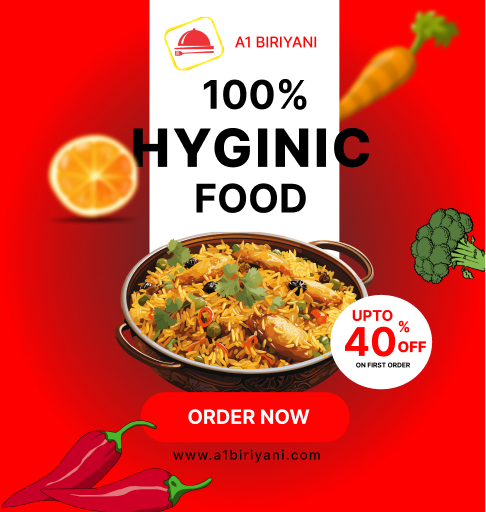 A1 BIRIYANI
100%
HYGINIC
FOOD
UPTO
40% OFF
ON FIRST ORDER
ORDER NOW
www.a1biriyani.com